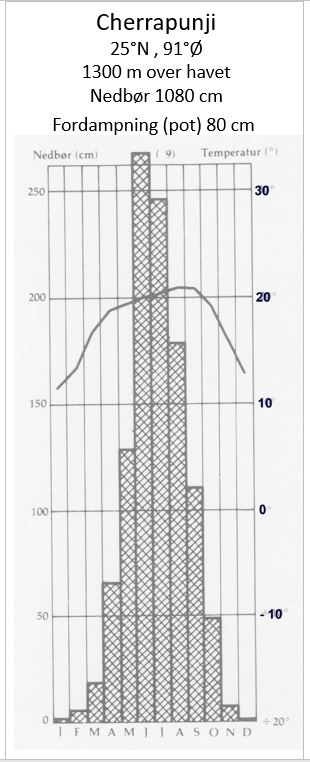 Cherrapunji
25°N , 91°Ø
1300 m over havet
Nedbør 1080 cm
Fordampning (pot) 80 cm
Nedbør (cm) ( 9) Temperatur (°)
250 30°
200 20°
150 10°
100 0°
50 -10°
0 ÷20°
J F M A M J J A S O N D